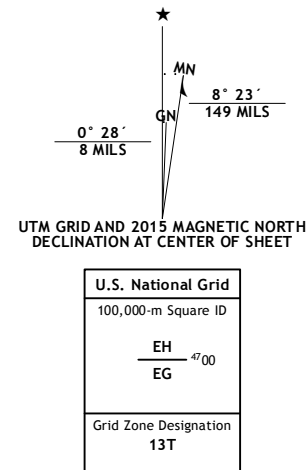 ★
MN
GN
8° 23´
149 MILS
0° 28´
8 MILS
UTM GRID AND 2015 MAGNETIC NORTH
DECLINATION AT CENTER OF SHEET
U.S. National Grid
100,000-m Square ID
EH
4700
EG
Grid Zone Designation
13T